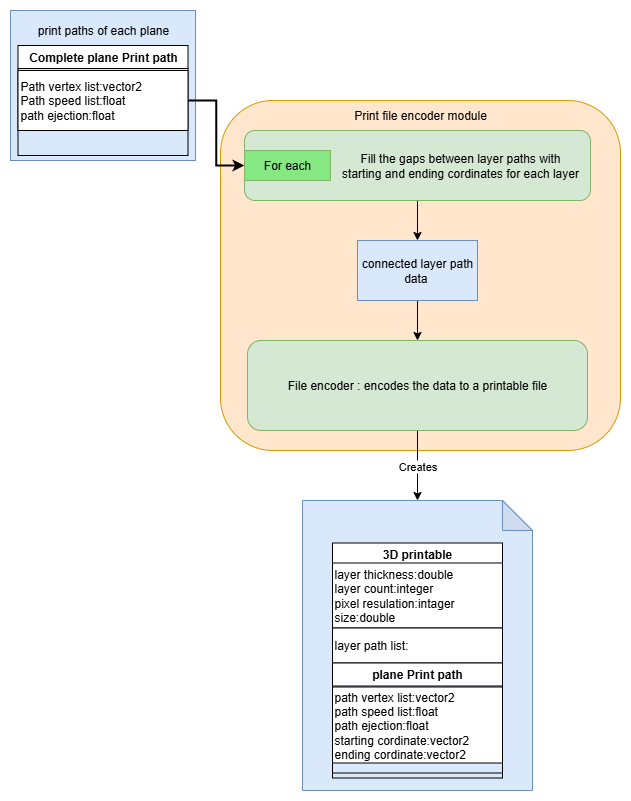 print paths of each plane
Complete plane Print path
Path vertex list:vector2
Path speed list:float
path ejection:float
Print file encoder module
For each
Fill the gaps between layer paths with
starting and ending cordinates for each layer
connected layer path
data
File encoder : encodes the data to a printable file
Creates
3D printable
layer thickness:double
layer count:integer
pixel resulation:intager
size:double
layer path list:
plane Print path
path vertex list:vector2
path speed list:float
path ejection:float
starting cordinate:vector2
ending cordinate:vector2